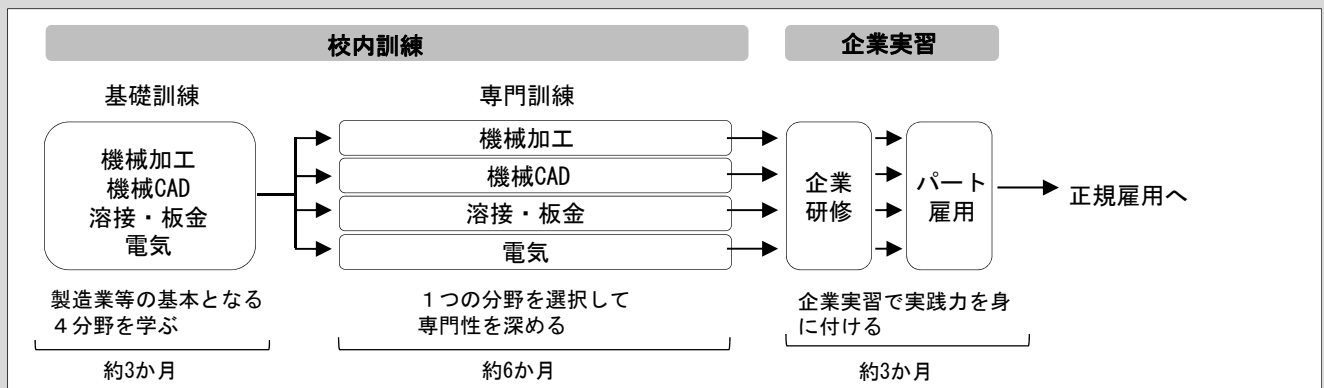 校内訓練
企業実習
基礎訓練
専門訓練
機械加工
機械CAD
溶接・板金
電気
機械加工
機械CAD
溶接・板金
電気
企業
研修
パート
雇用
正規雇用へ
製造業等の基本となる
４分野を学ぶ
１つの分野を選択して
専門性を深める
企業実習で実践力を身
に付ける
約3か月
約6か月
約3か月